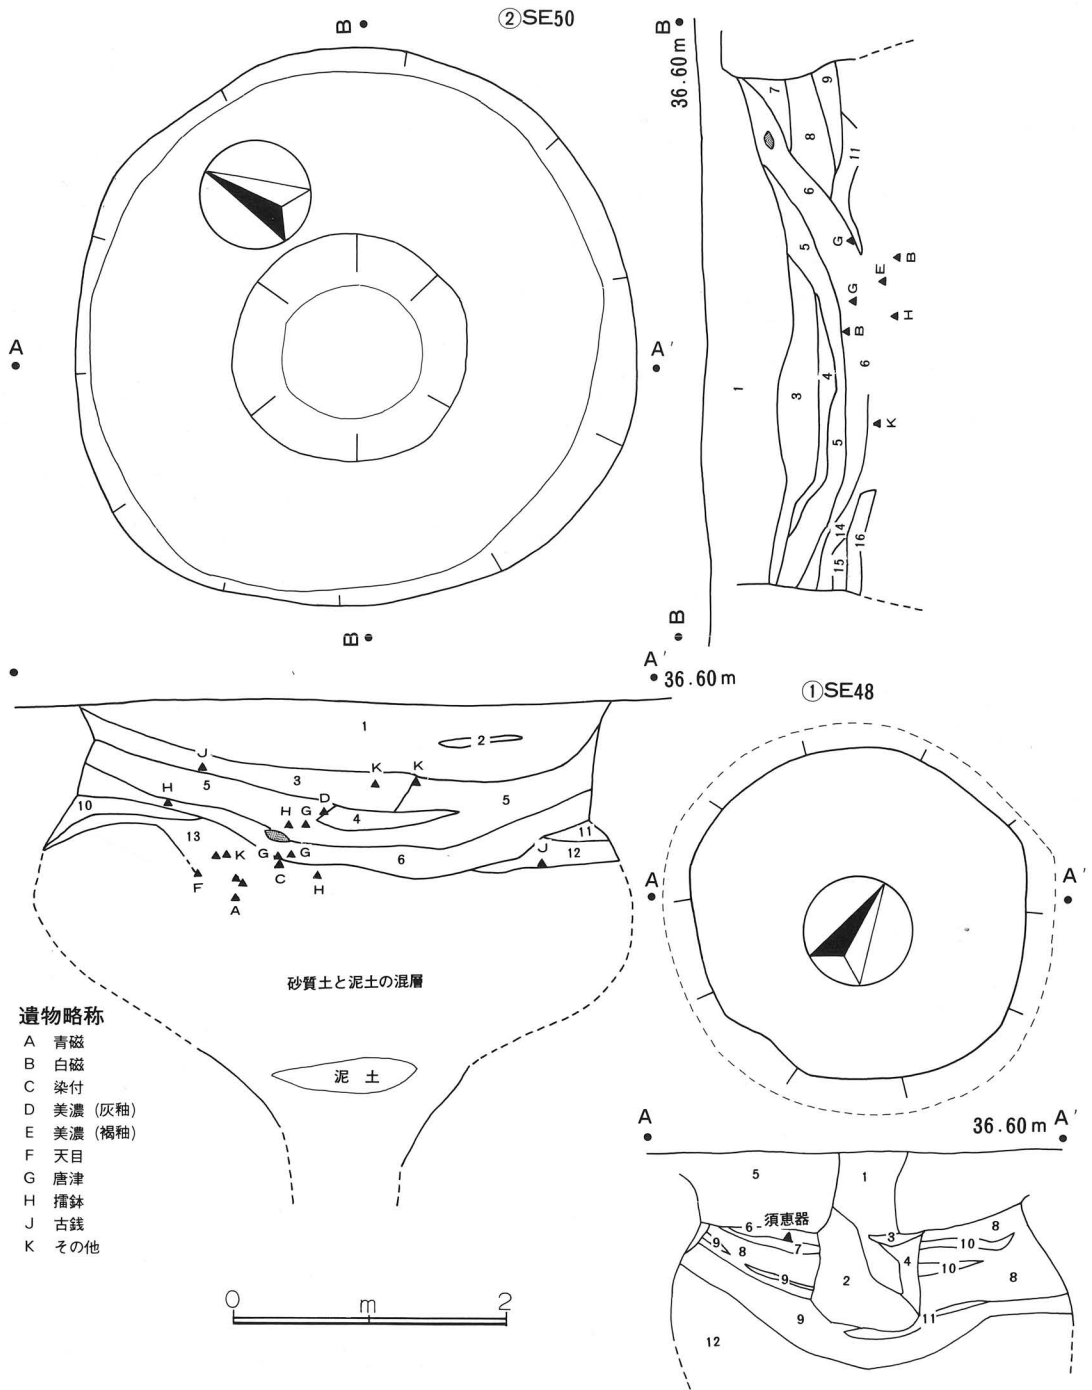 ②SE50
B
B
36.60m
7
9
8
11
6
5
G
B
E
G
H
B
6
4
3
1
K
5
14
16
15
B
B
A
A'
A'
36.60m
1
2
J
3
K
K
5
H
D
5
10
H
G
4
13
11
J
12
K
G
G
6
F
C
H
A
砂質土と泥土の混層
泥 土
遺物略称
A 青磁
B 白磁
C 染付
D 美濃 (灰釉)
E 美濃 (褐釉)
F 天目
G 唐津
H 擂鉢
J 古銭
K その他
0 m 2
①SE48
A
A'
A
36.60m
A'
5
1
6
須恵器
3
8
9
8
7
4
10
10
9
2
8
9
11
12